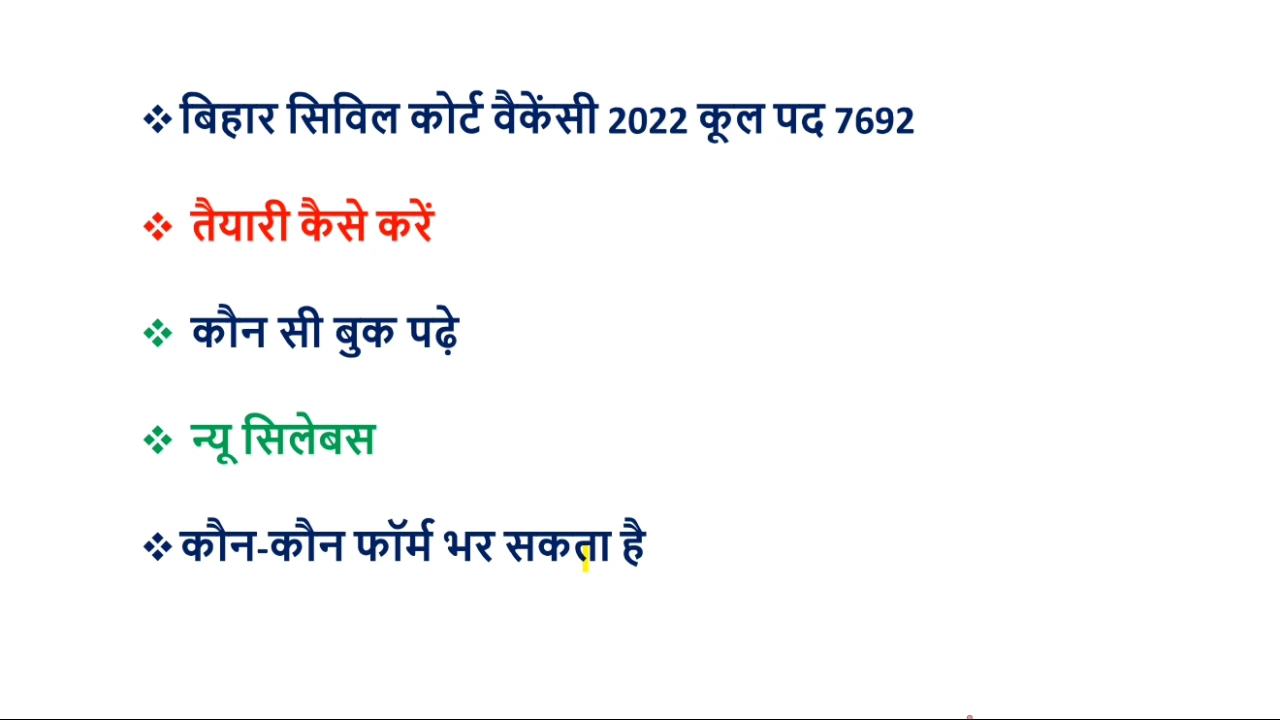 ❖ बिहार सिविल कोर्ट वैकेंसी 2022 कूल पद 7692
❖ तैयारी कैसे करें
❖ कौन सी बुक पढ़े
❖ न्यू सिलेबस
❖ कौन-कौन फॉर्म भर सकता है